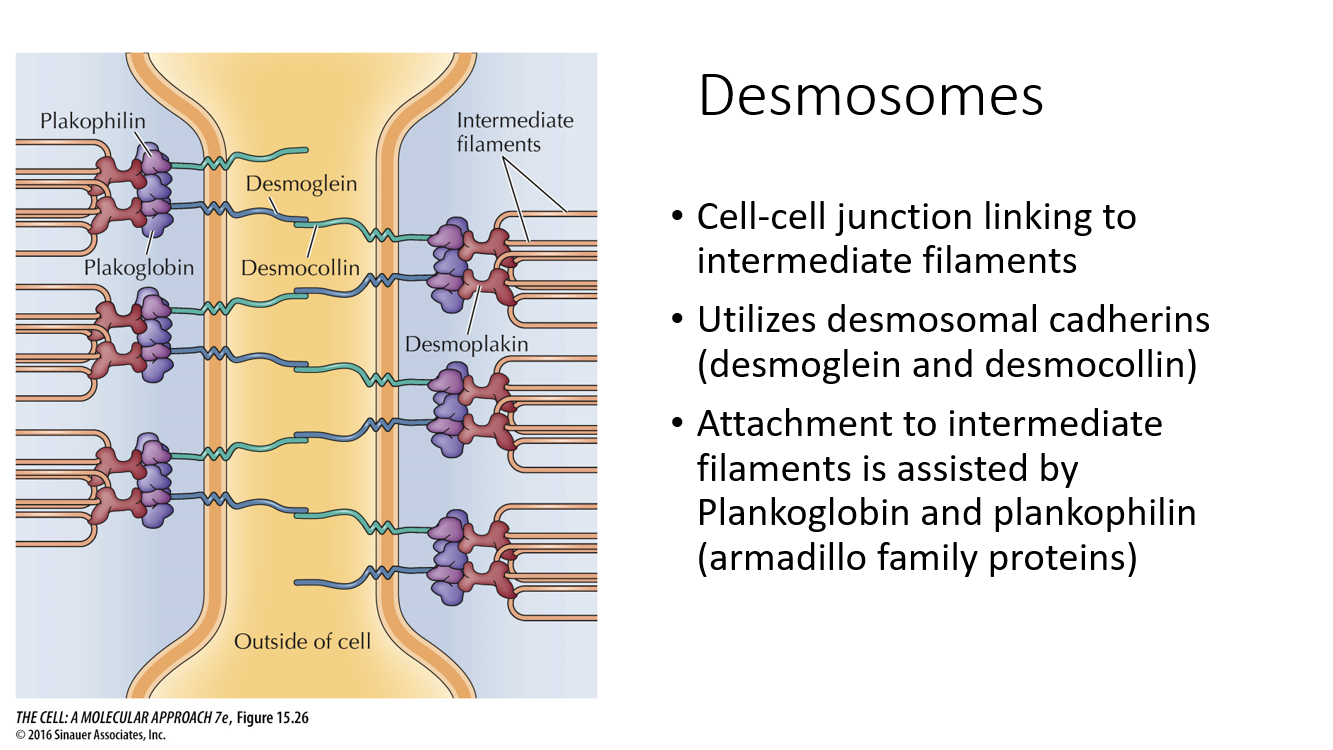 Plakophilin
Intermediate
filaments
Desmoglein
Plakoglobin
Desmocollin
Desmoplakin
Outside of cell
THE CELL: A MOLECULAR APPROACH 7e, Figure 15.26
© 2016 Sinauer Associates, Inc.
Desmosomes
• Cell-cell junction linking to
intermediate filaments
• Utilizes desmosomal cadherins
(desmoglein and desmocollin)
• Attachment to intermediate
filaments is assisted by
Plankoglobin and plankophilin
(armadillo family proteins)